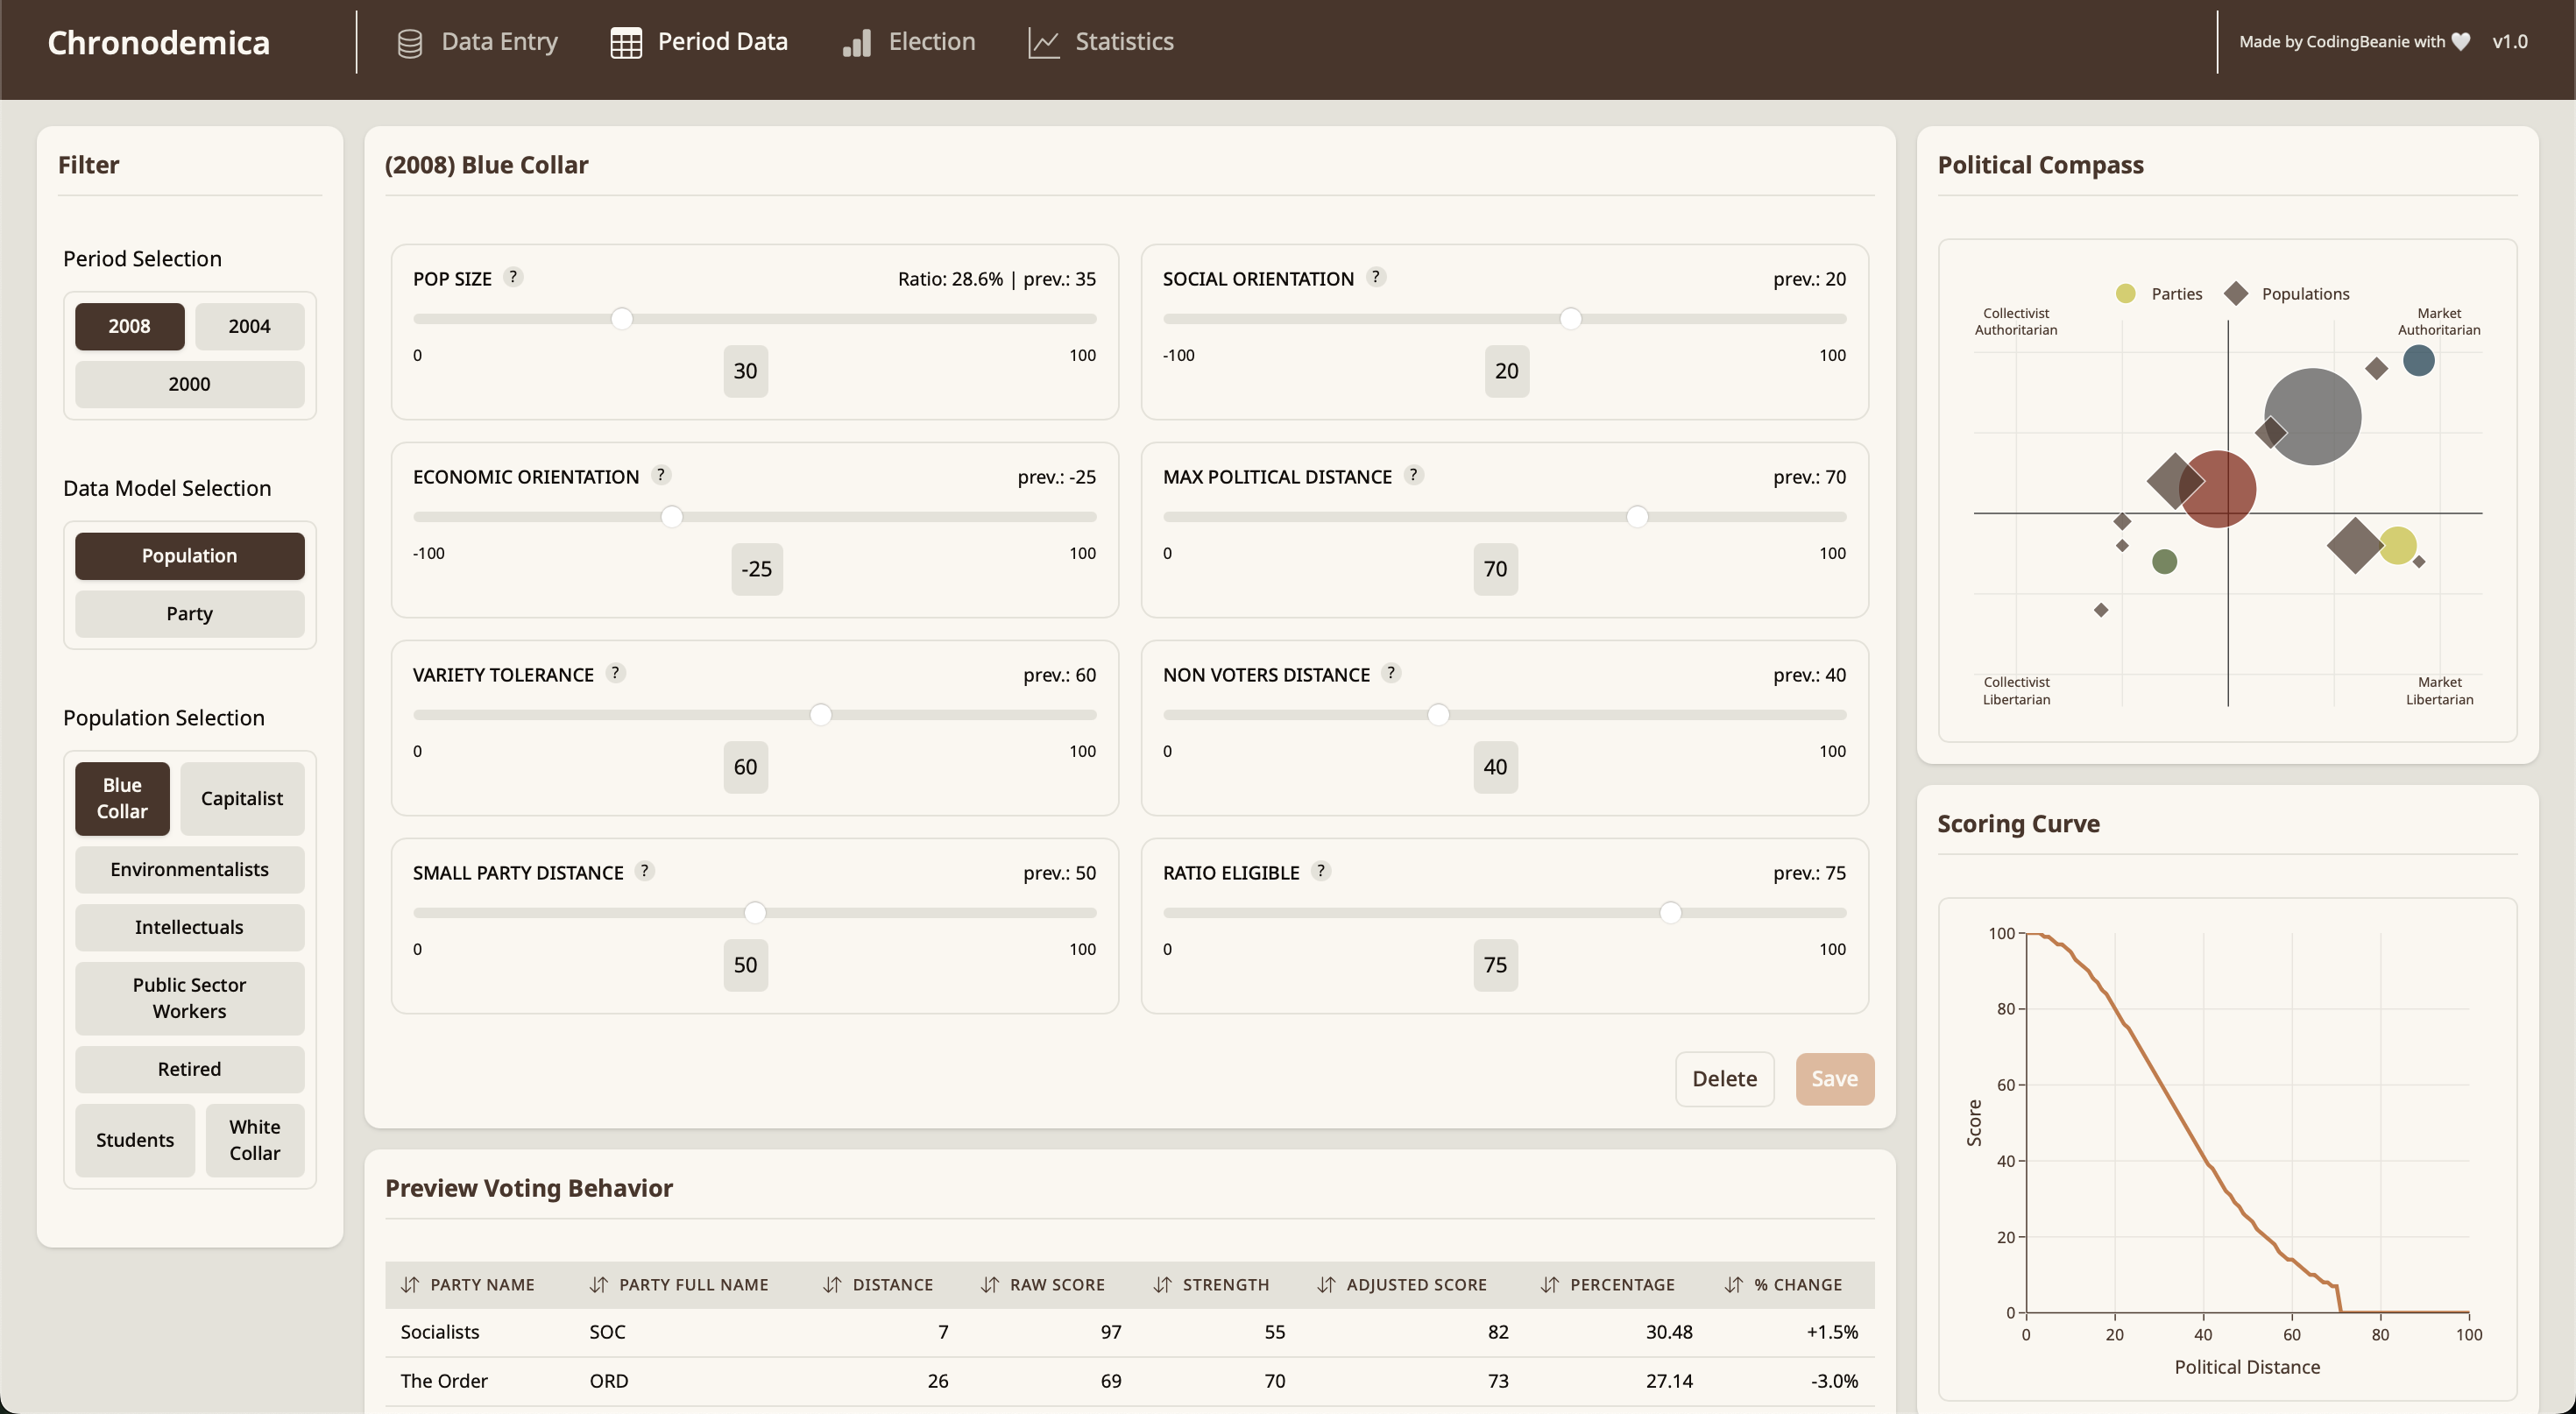 Chronodemica
Data Entry
Period Data
Election
Statistics
Made by CodingBeanie with 🤍 v1.0
Filter
Period Selection
2008
2004
2000
Data Model Selection
Population
Party
Population Selection
Blue
Collar
Capitalist
Environmentalists
Intellectuals
Public Sector
Workers
Retired
Students
White
Collar
(2008) Blue Collar
POP SIZE ? Ratio: 28.6% | prev.: 35
0 100
30
SOCIAL ORIENTATION ? prev.: 20
-100 100
20
ECONOMIC ORIENTATION ? prev.: -25
-100 100
-25
MAX POLITICAL DISTANCE ? prev.: 70
0 100
70
VARIETY TOLERANCE ? prev.: 60
0 100
60
NON VOTERS DISTANCE ? prev.: 40
0 100
40
SMALL PARTY DISTANCE ? prev.: 50
0 100
50
RATIO ELIGIBLE ? prev.: 75
0 100
75
Delete
Save
Preview Voting Behavior
PARTY NAME PARTY FULL NAME DISTANCE RAW SCORE STRENGTH ADJUSTED SCORE PERCENTAGE % CHANGE
Socialists SOC 7 97 55 82 30.48 +1.5%
The Order ORD 26 69 70 73 27.14 -3.0%
Political Compass
Parties Populations
Collectivist
Authoritarian
Market
Authoritarian
Collectivist
Libertarian
Market
Libertarian
Scoring Curve
100
80
60
40
20
0
Score
0 20 40 60 80 100
Political Distance